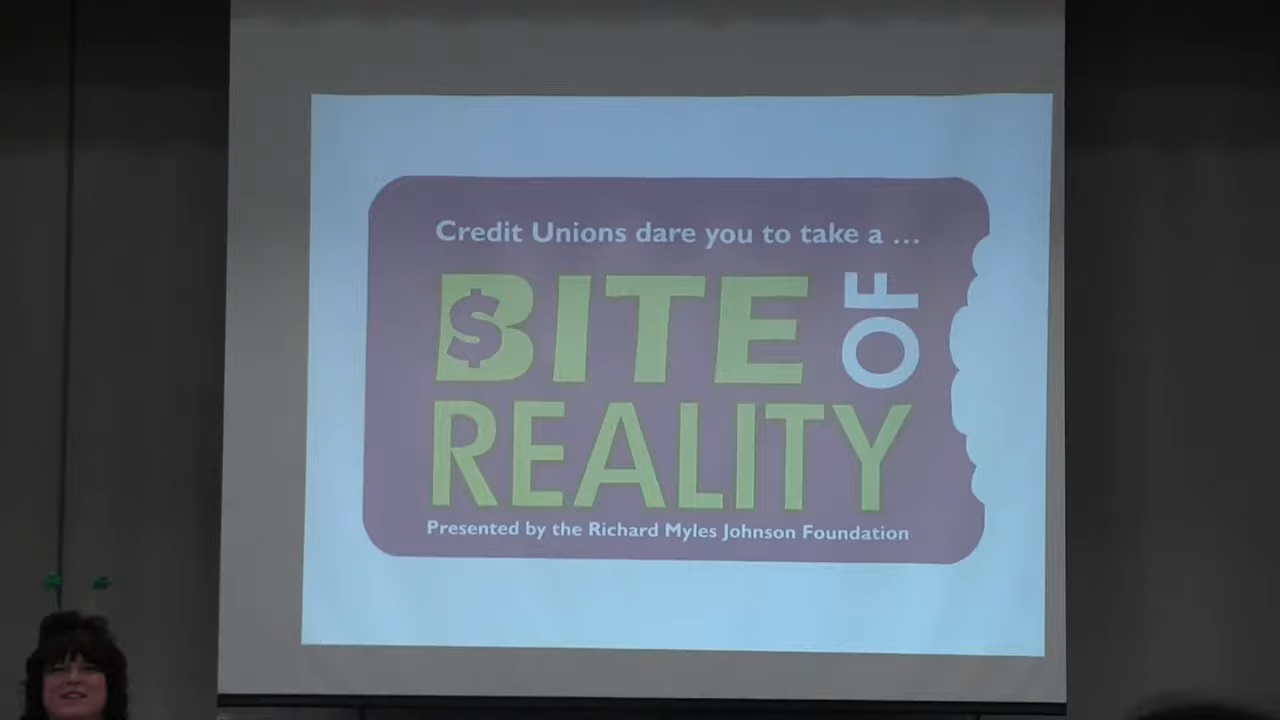 Credit Unions dare you to take a ...
BITE OF
REALITY
Presented by the Richard Myles Johnson Foundation